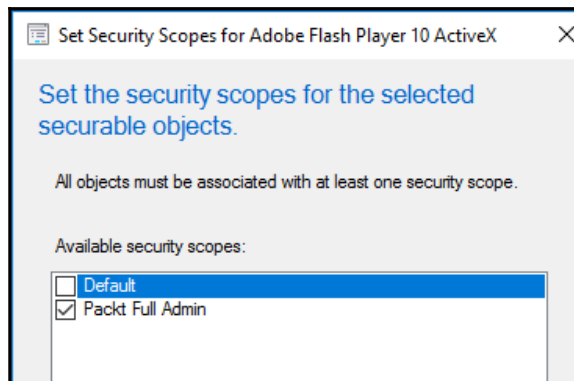 Set Security Scopes for Adobe Flash Player 10 ActiveX
Set the security scopes for the selected
securable objects.
All objects must be associated with at least one security scope.
Available security scopes:
Default
Packt Full Admin